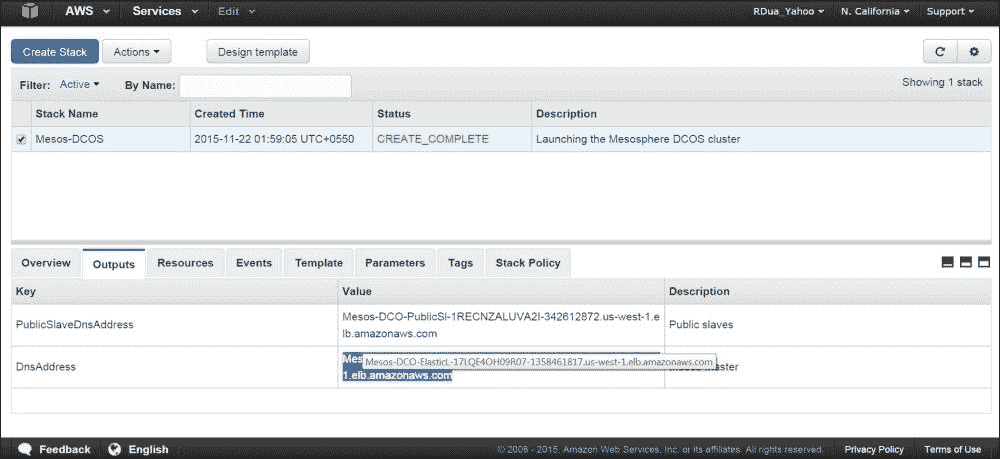 AWS Services Edit RDua_Yahoo N. California Support
Create Stack Actions Design template
Filter: Active By Name: Showing 1 stack
Stack Name Created Time Status Description
Mesos-DCOS 2015-11-22 01:59:05 UTC+0550 CREATE_COMPLETE Launching the Mesosphere DCOS cluster
Overview Outputs Resources Events Template Parameters Tags Stack Policy
Key Value Description
PublicSlaveDnsAddress Mesos-DCO-PublicSl-1RECNZALUVA2I-342612872.us-west-1.e Public slaves
lb.amazonaws.com
DnsAddress Mes
Mesos-DCO-ElasticL-17LQE4OH09R07-1358461817.us-west-1.elb.amazonaws.com
1.elb.amazonaws.com
Feedback English © 2008 - 2015, Amazon Web Services, Inc. or its affiliates. All rights reserved. Privacy Policy Terms of Use